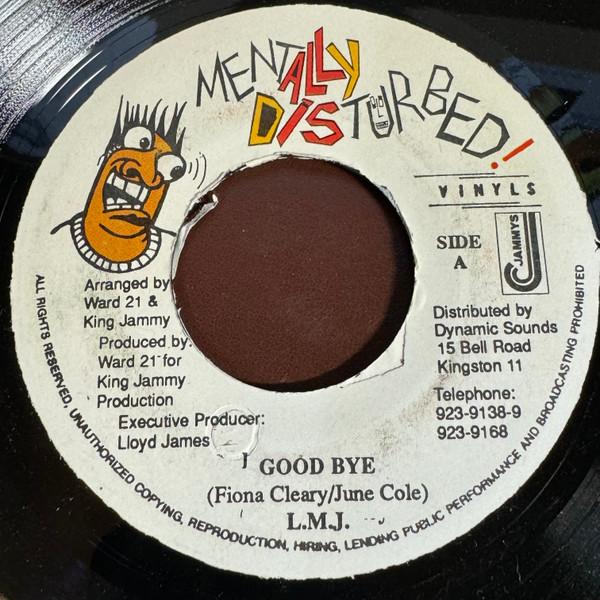 MENTALLY
DISTURBED!
VINYLS
SIDE
A
JAMMYS
Arranged by
Ward 21 &
King Jammy
Produced by:
Ward 21 for
King Jammy
Production
Executive Producer:
Lloyd James
Distributed by
Dynamic Sounds
15 Bell Road
Kingston 11
Telephone:
923-9138-9
923-9168
GOOD BYE
(Fiona Cleary/June Cole)
L.M.J.
ALL RIGHTS RESERVED, UNAUTHORIZED COPYING, REPRODUCTION, HIRING, LENDING PUBLIC PERFORMANCE AND BROADCASTING PROHIBITED